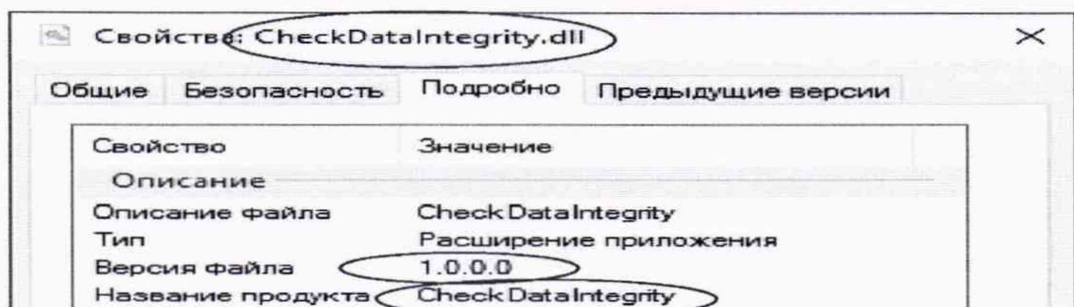 Свойства: CheckDataIntegrity.dll
Общие Безопасность Подробно Предыдущие версии
Свойство Значение
Описание
Описание файла CheckDataIntegrity
Тип Расширение приложения
Версия файла 1.0.0.0
Название продукта CheckDataIntegrity